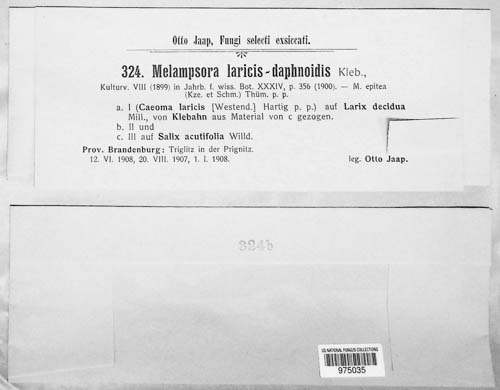 Otto Jaap, Fungi selecti exsiccati.
324. Melampsora laricis-daphnoidis Kleb.,
Kulturv. VIII (1899) in Jahrb. f. wiss. Bot. XXXIV, p. 356 (1900). — M. epitea
(Kze. et Schm.) Thüm. p. p.
a. I (Caeoma laricis [Westend.] Hartig p. p.) auf Larix decidua
Mill., von Klebahn aus Material von c gezogen.
b. II und
c. III auf Salix acutifolia Willd.
Prov. Brandenburg: Triglitz in der Prignitz.
12. VI. 1908, 20. VIII. 1907, 1. I. 1908. leg. Otto Jaap.
324b
US NATIONAL FUNGUS COLLECTIONS
975035